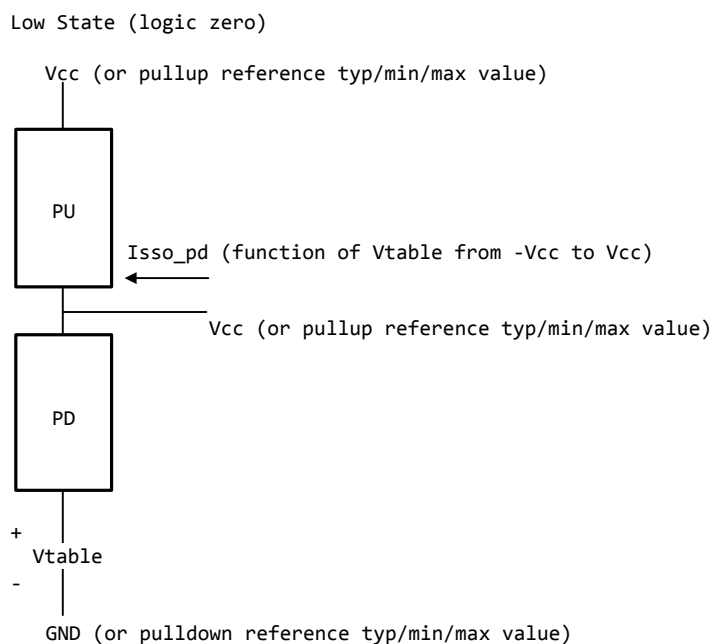 Low State (logic zero)
Vcc (or pullup reference typ/min/max value)
PU
Isso_pd (function of Vtable from -Vcc to Vcc)
Vcc (or pullup reference typ/min/max value)
PD
+
Vtable
-
GND (or pulldown reference typ/min/max value)